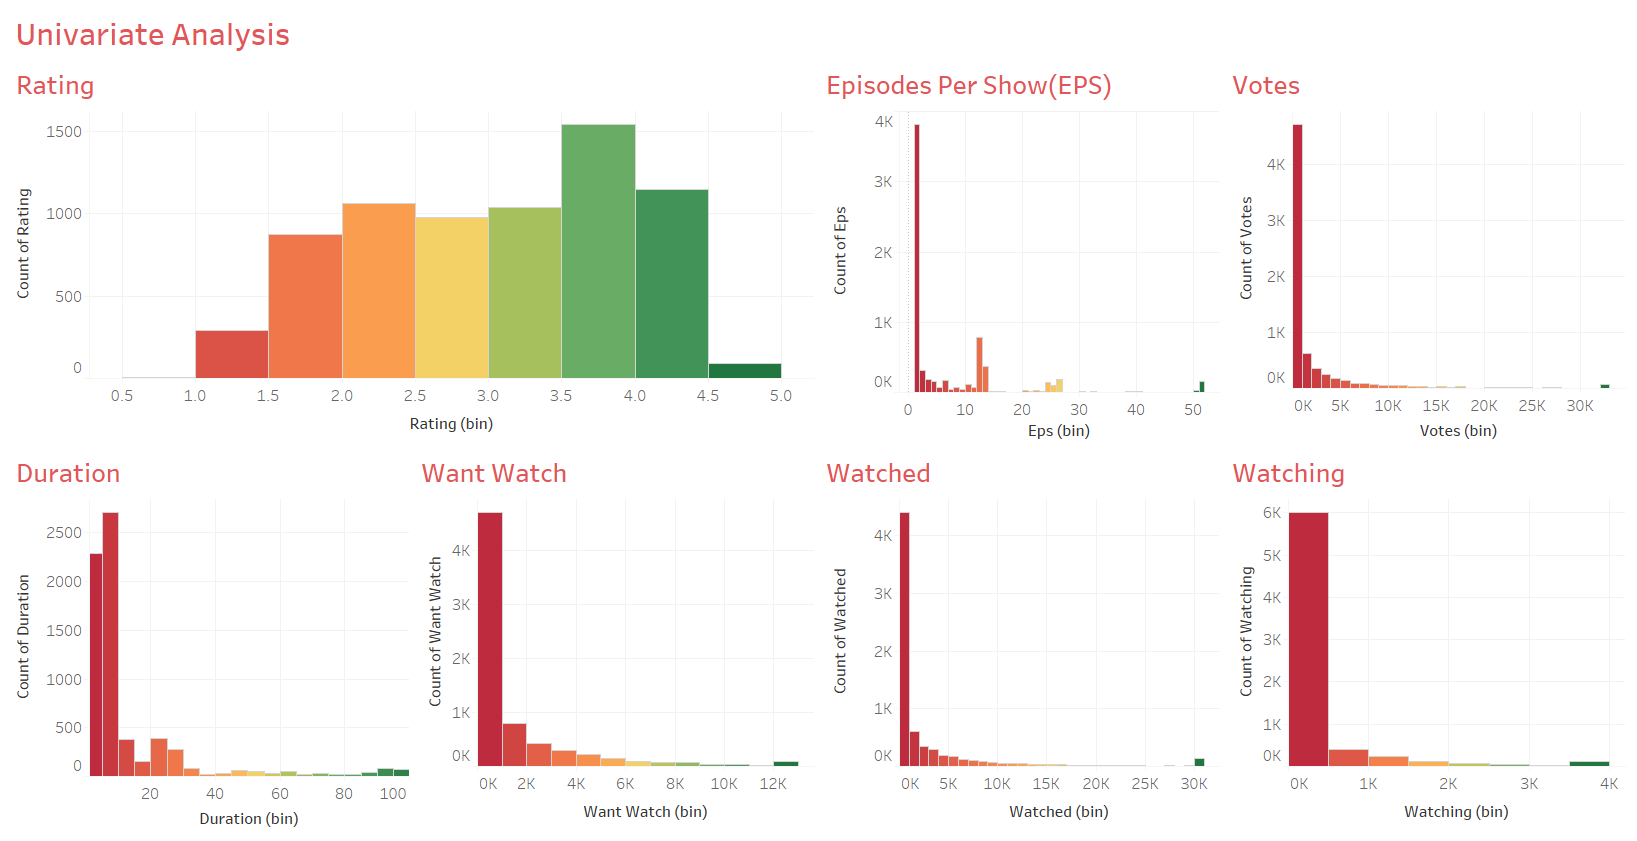 Univariate Analysis
Rating
Count of Rating
1500
1000
500
0
0.5 1.0 1.5 2.0 2.5 3.0 3.5 4.0 4.5 5.0
Rating (bin)
Episodes Per Show(EPS)
Count of Eps
4K
3K
2K
1K
0K
0 10 20 30 40 50
Eps (bin)
Votes
Count of Votes
4K
3K
2K
1K
0K
0K 5K 10K 15K 20K 25K 30K
Votes (bin)
Duration
Count of Duration
2500
2000
1500
1000
500
0
20 40 60 80 100
Duration (bin)
Want Watch
Count of Want Watch
4K
3K
2K
1K
0K
0K 2K 4K 6K 8K 10K 12K
Want Watch (bin)
Watched
Count of Watched
4K
3K
2K
1K
0K
0K 5K 10K 15K 20K 25K 30K
Watched (bin)
Watching
Count of Watching
6K
5K
4K
3K
2K
1K
0K
0K 1K 2K 3K 4K
Watching (bin)